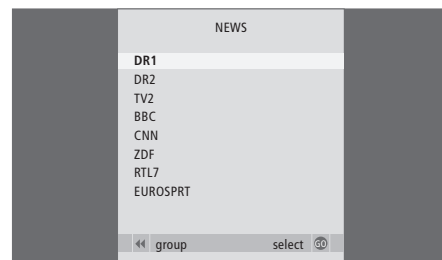 NEWS
DR1
DR2
TV2
BBC
CNN
ZDF
RTL7
EUROSPRT
group select GO